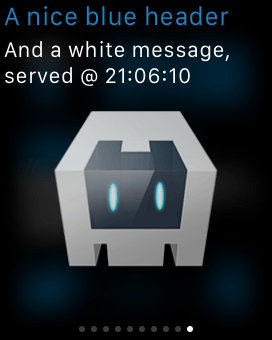 A nice blue header
And a white message,
served @ 21:06:10